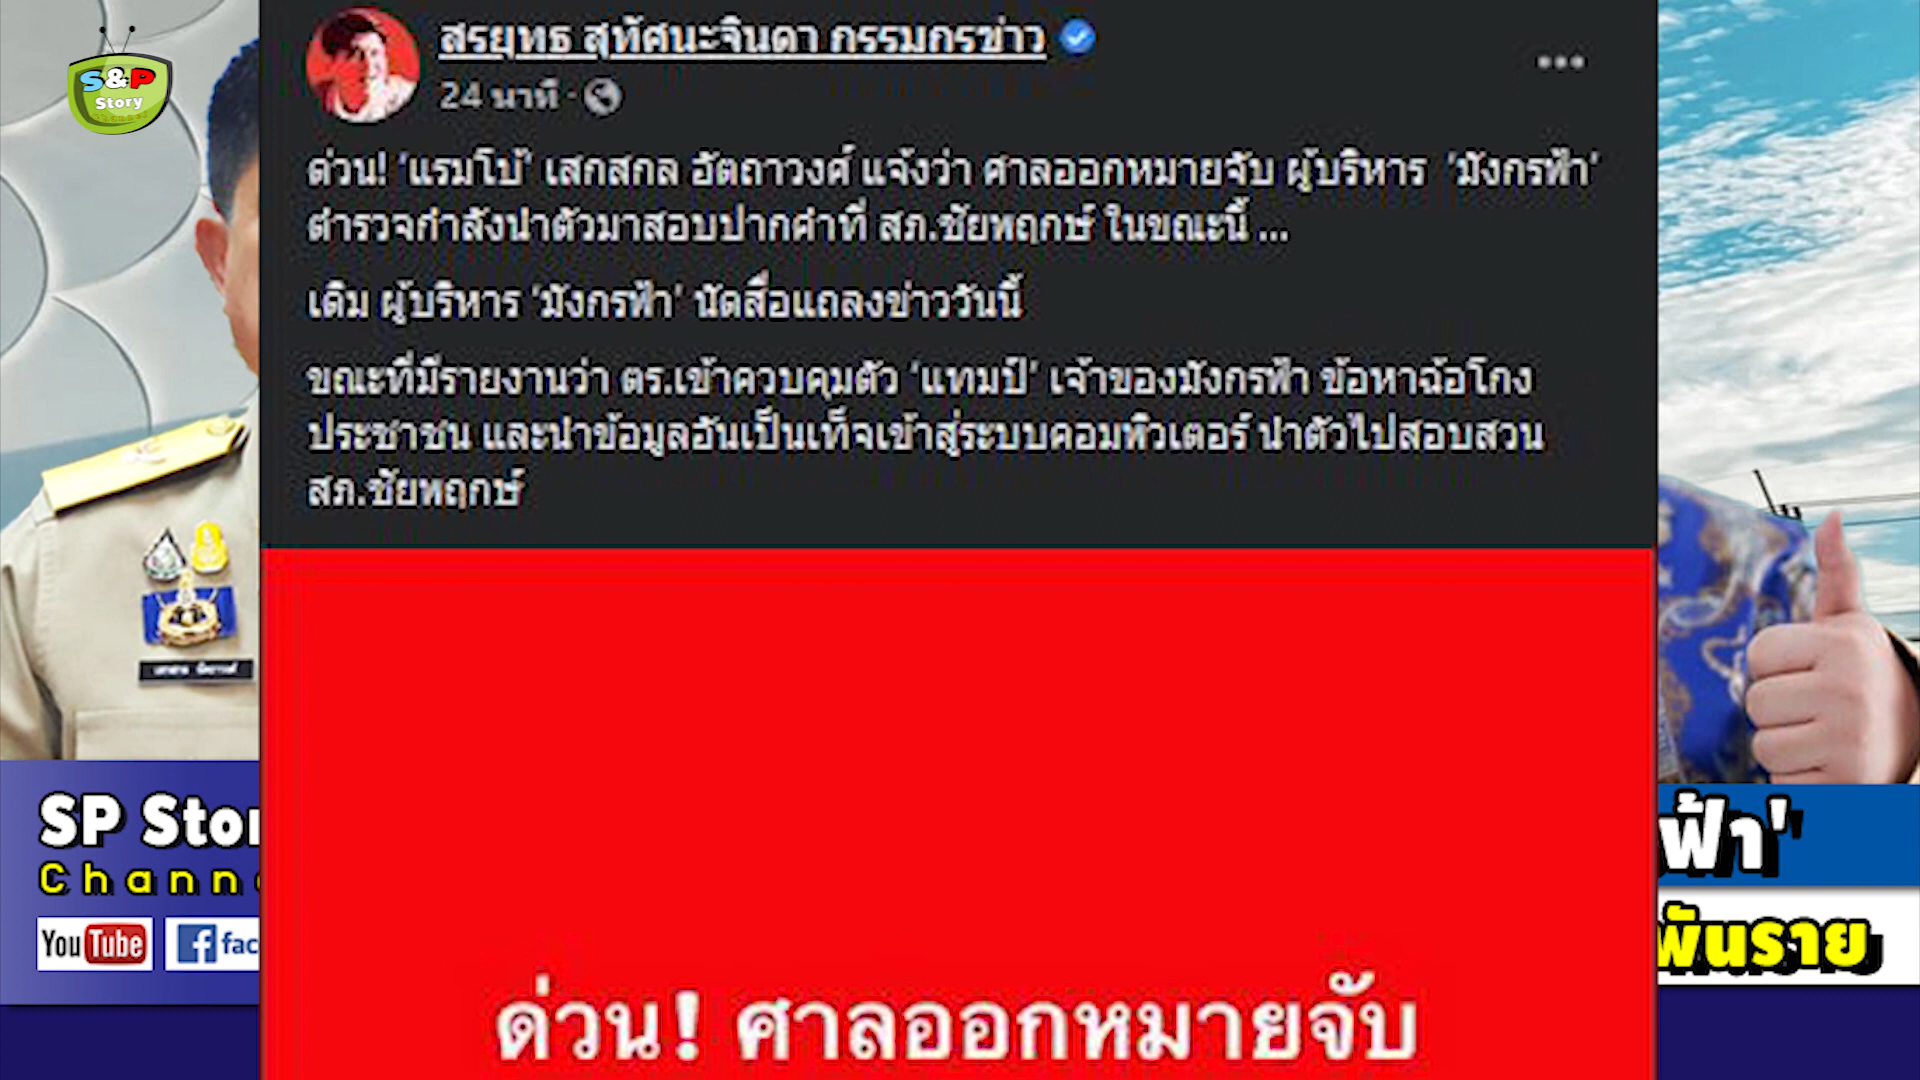 S&P
Story
สรยุทธ สุทัศนะจินดา กรรมกรข่าว
24 นาที ·
ด่วน! 'แรมโบ้' เสกสกล อัตถาวงศ์ แจ้งว่า ศาลออกหมายจับ ผู้บริหาร 'มังกรฟ้า'
ตำรวจกำลังนำตัวมาสอบปากคำที่ สภ.ชัยพฤกษ์ ในขณะนี้ ...
เดิม ผู้บริหาร 'มังกรฟ้า' นัดสื่อแถลงข่าววันนี้
ขณะที่มีรายงานว่า ตร.เข้าควบคุมตัว 'แทมป์' เจ้าของมังกรฟ้า ข้อหาฉ้อโกง
ประชาชน และนำข้อมูลอันเป็นเท็จเข้าสู่ระบบคอมพิวเตอร์ นำตัวไปสอบสวน
สภ.ชัยพฤกษ์
ด่วน! ศาลออกหมายจับ
SP Stor
Chann
YouTube
fac
ฟ้า'
พันราย